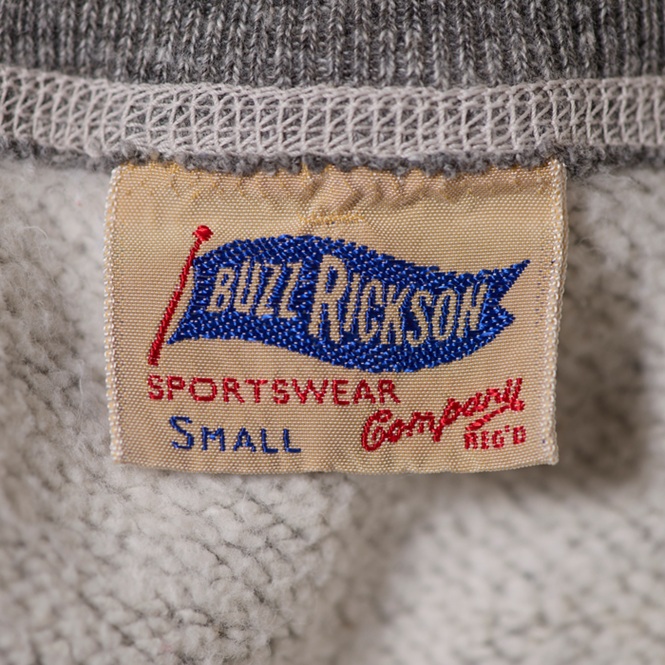 BUZZ RICKSON
SPORTSWEAR
SMALL Company
REG'D